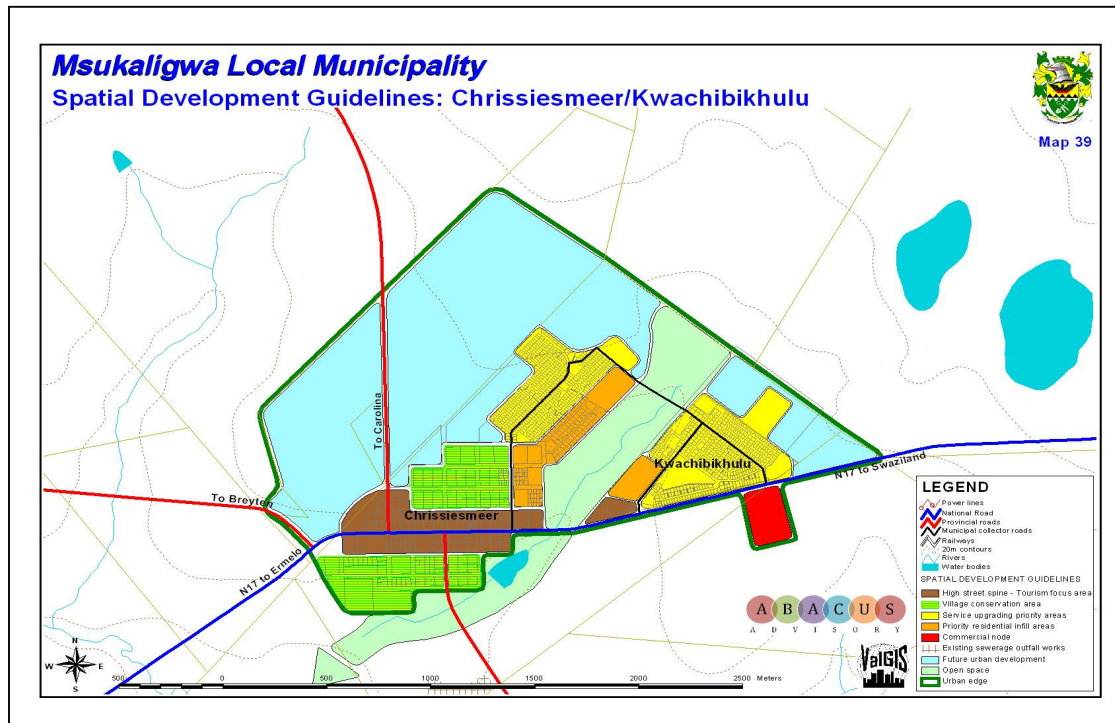 Msukaligwa Local Municipality
Spatial Development Guidelines: Chrissiesmeer/Kwachibikhulu
Map 39
To Carolina
To Breyten
Chrissiesmeer
Kwachibikhulu
N17 to Swaziland
N17 to Ermelo
LEGEND
Power lines
National Road
Provincial roads
Municipal collector roads
Railways
20m contours
Rivers
Water bodies
SPATIAL DEVELOPMENT GUIDELINES
High street spine - Tourism focus area
Village conservation area
Service upgrading priority areas
Priority residential infill areas
Commercial node
Existing sewerage outfall works
Future urban development
Open space
Urban edge
ABACUS
ADVISORY
ValGIS
N
W E
S
500 0 500 1000 1500 2000 2500 Meters